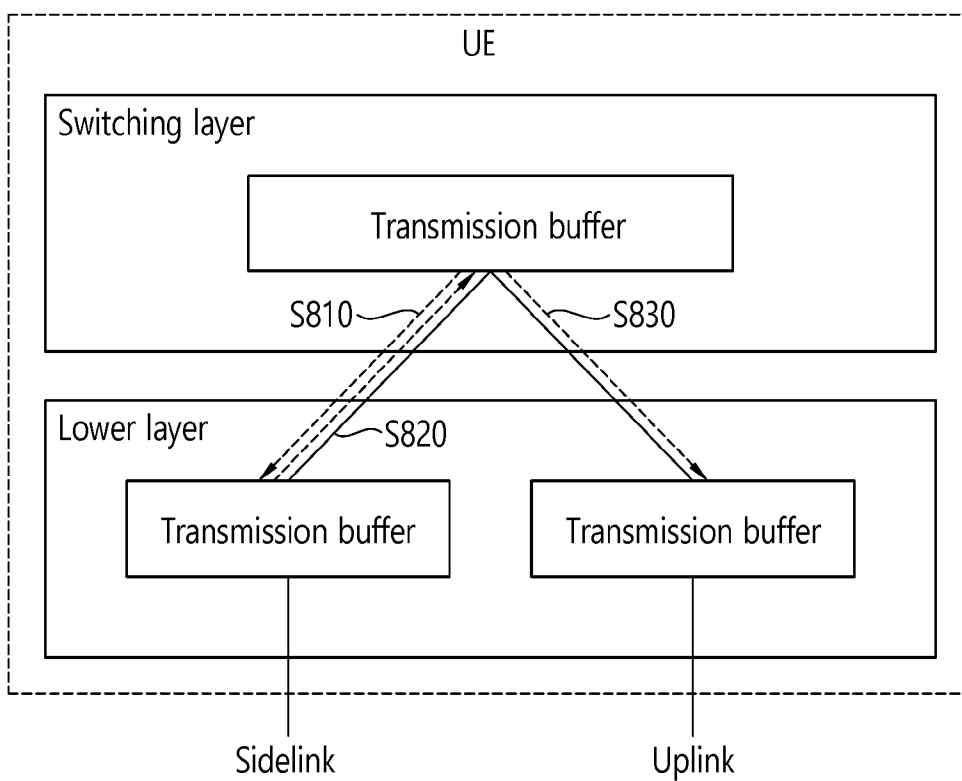 UE
Switching layer
Transmission buffer
S810
S830
Lower layer
S820
Transmission buffer
Transmission buffer
Sidelink
Uplink